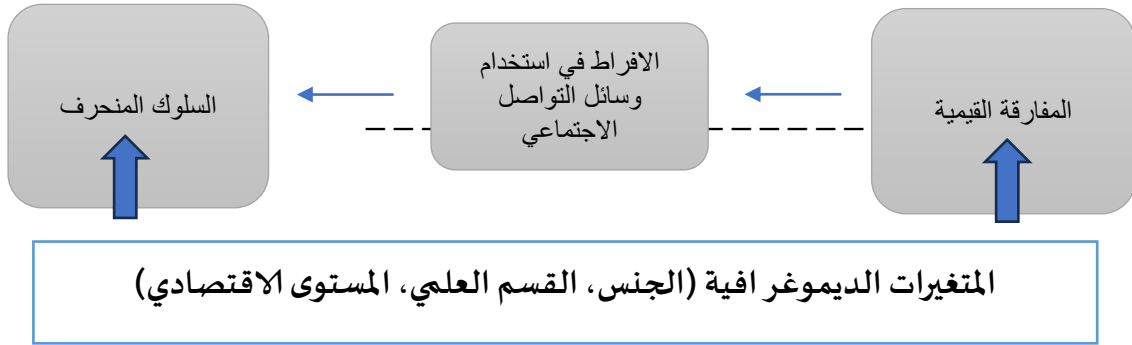 المفارقة القيمية
الافراط في استخدام
وسائل التواصل
الاجتماعي
السلوك المنحرف
المتغيرات الديموغرافية (الجنس، القسم العلمي، المستوى الاقتصادي)